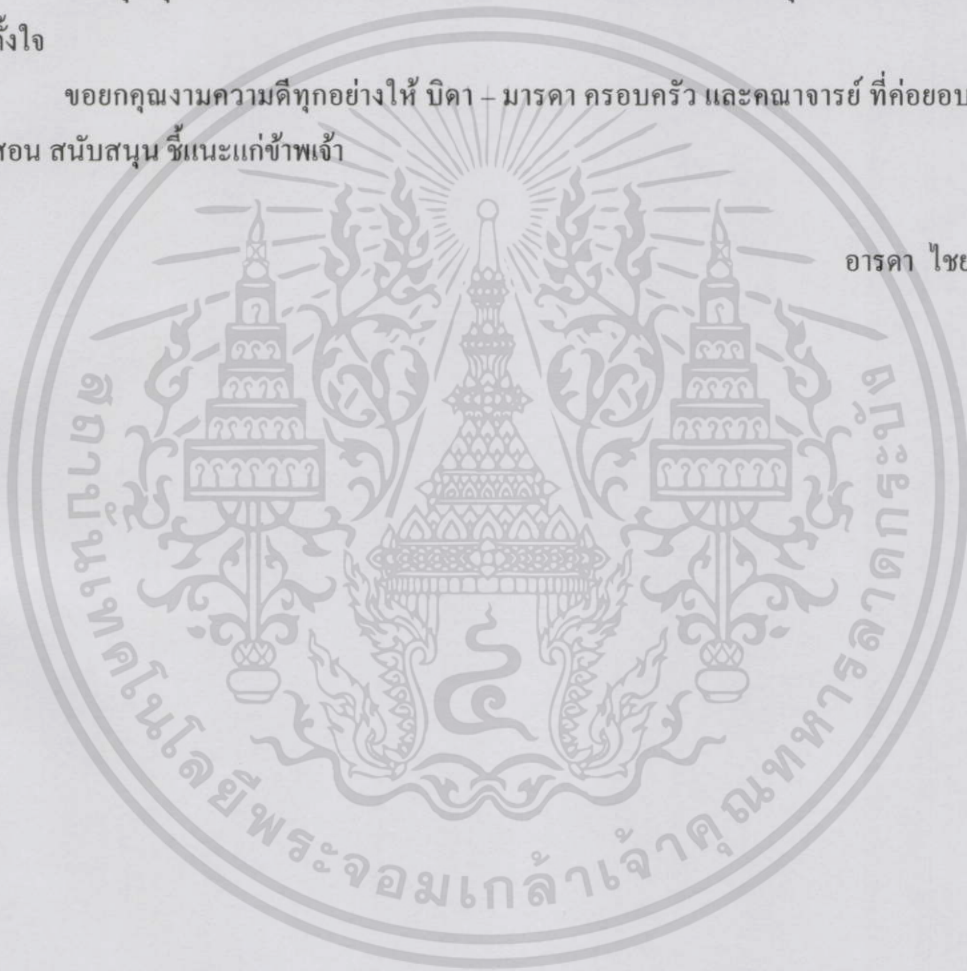 ั้งใจ
ขอยกคุณงามความดีทุกอย่างให้ บิดา – มารดา ครอบครัว และคณาจารย์ ที่ค่อยอบ
สอน สนับสนุน ชี้แนะแก่ข้าพเจ้า
อารดา ไชย
สถาบันเทคโนโลยีพระจอมเกล้าเจ้าคุณทหารลาดกระบัง
๔